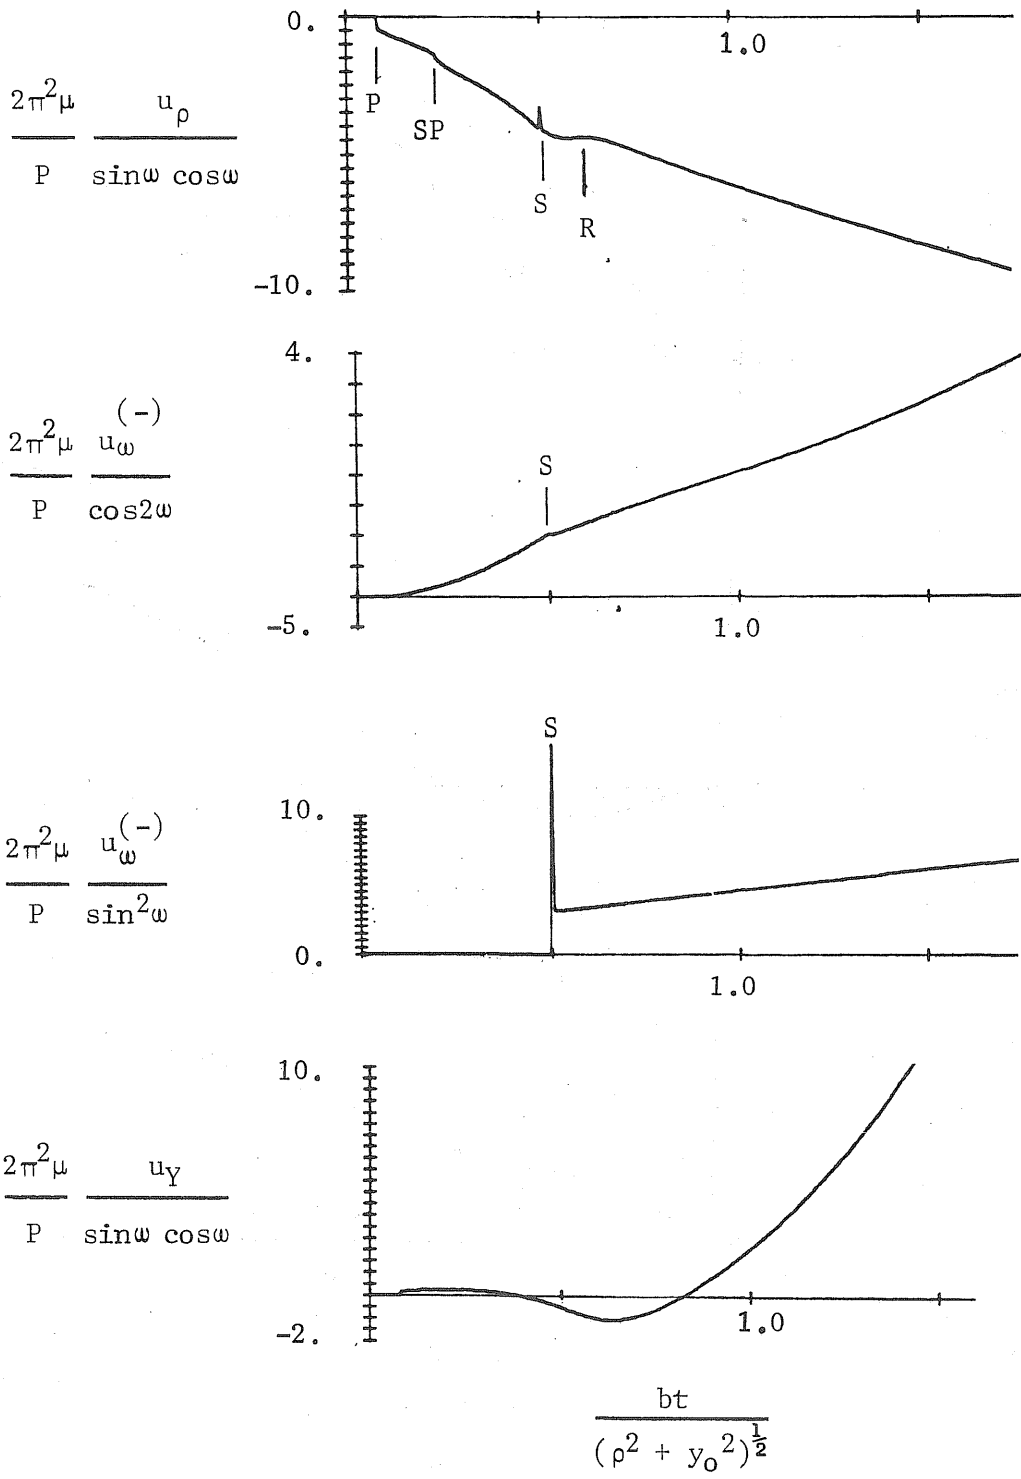 0.
1.0
2π²μ u_ρ
P sinω cosω
P
SP
S
R
-10.
4.
2π²μ u_ω^(-)
P cos2ω
S
-5.
1.0
S
10.
2π²μ u_ω^(-)
P sin²ω
0.
1.0
10.
2π²μ u_Y
P sinω cosω
-2.
1.0
bt
(ρ² + y_o²)^½